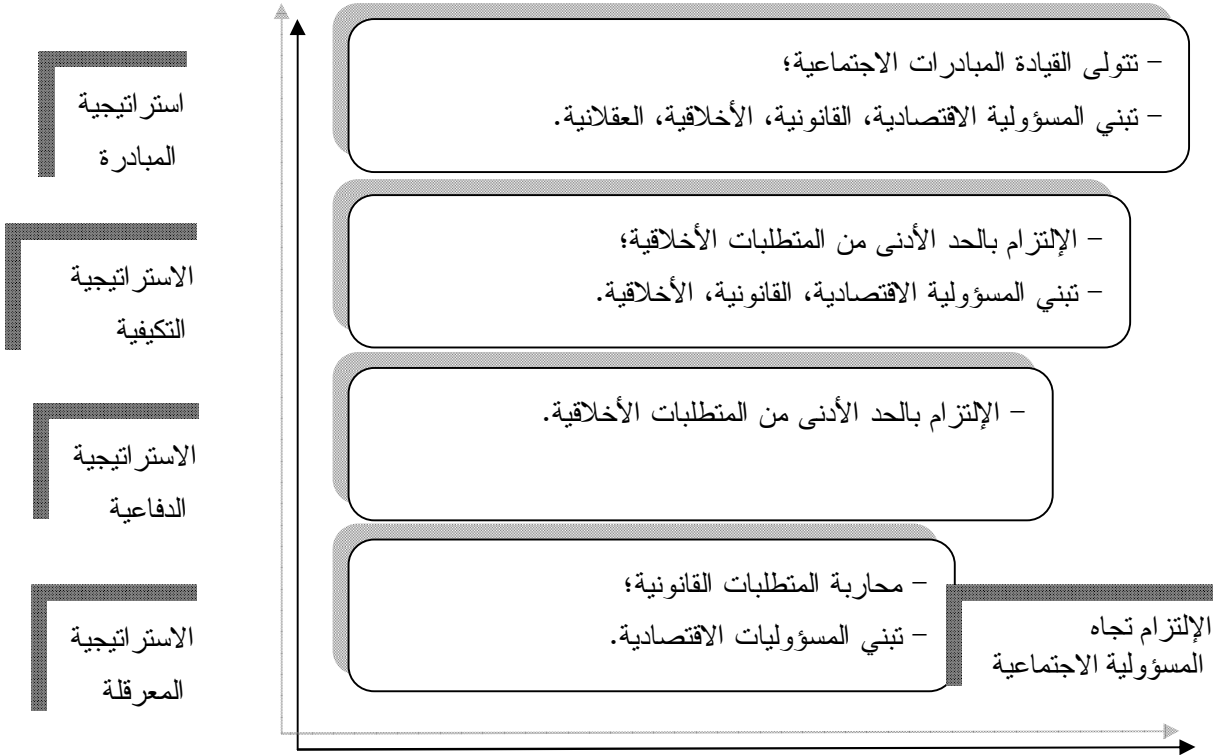 استراتيجية
المبادرة
– تتولى القيادة المبادرات الاجتماعية؛
– تبني المسؤولية الاقتصادية، القانونية، الأخلاقية، العقلانية.
الاستراتيجية
التكيفية
– الإلتزام بالحد الأدنى من المتطلبات الأخلاقية؛
– تبني المسؤولية الاقتصادية، القانونية، الأخلاقية.
الاستراتيجية
الدفاعية
– الإلتزام بالحد الأدنى من المتطلبات الأخلاقية.
الاستراتيجية
المعرقلة
– محاربة المتطلبات القانونية؛
– تبني المسؤوليات الاقتصادية.
الإلتزام تجاه
المسؤولية الاجتماعية